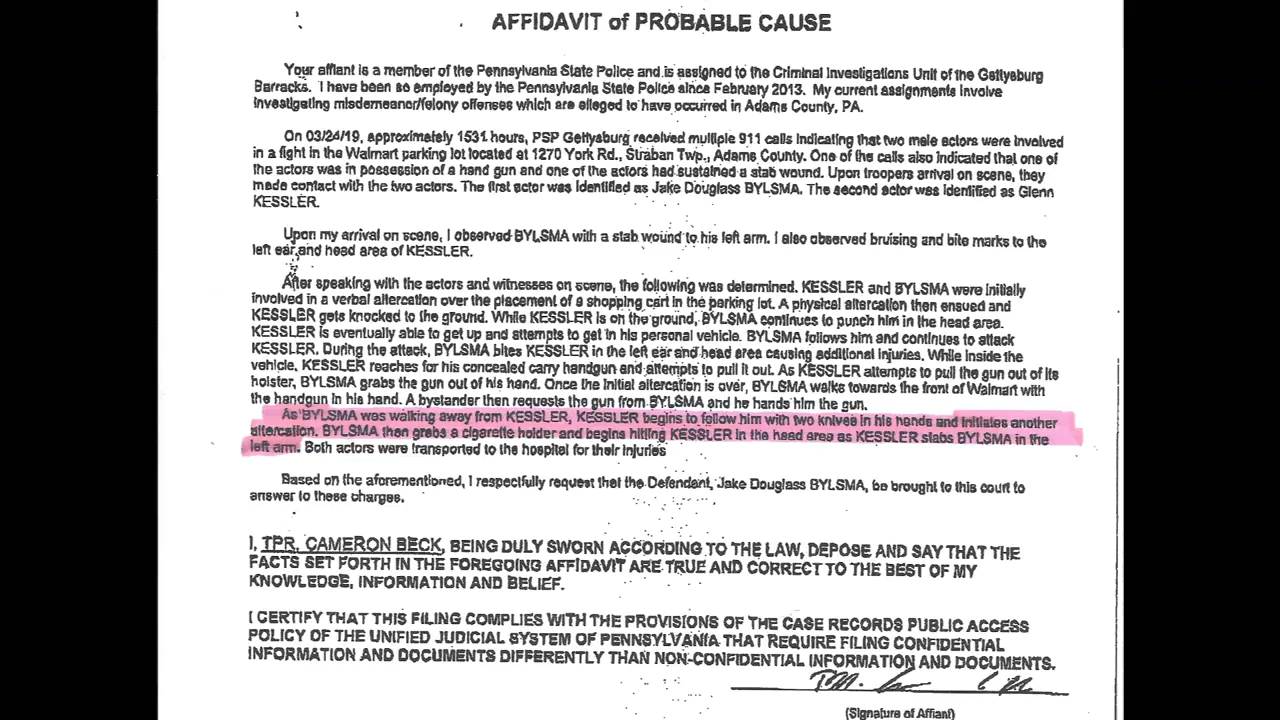 AFFIDAVIT of PROBABLE CAUSE
Your affiant is a member of the Pennsylvania State Police and is assigned to the Criminal Investigations Unit of the Gettysburg
Barracks. I have been so employed by the Pennsylvania State Police since February 2013. My current assignments involve
investigating misdemeanor/felony offenses which are alleged to have occurred in Adams County, PA.
On 03/24/19, approximately 1531 hours, PSP Gettysburg received multiple 911 calls indicating that two male actors were involved
in a fight in the Walmart parking lot located at 1270 York Rd., Straban Twp., Adams County. One of the calls also indicated that one of
the actors was in possession of a hand gun and one of the actors had sustained a stab wound. Upon troopers arrival on scene, they
made contact with the two actors. The first actor was identified as Jake Douglass BYLSMA. The second actor was identified as Glenn
KESSLER.
Upon my arrival on scene, I observed BYLSMA with a stab wound to his left arm. I also observed bruising and bite marks to the
left ear and head area of KESSLER.
After speaking with the actors and witnesses on scene, the following was determined. KESSLER and BYLSMA were initially
involved in a verbal altercation over the placement of a shopping cart in the parking lot. A physical altercation then ensued and
KESSLER gets knocked to the ground. While KESSLER is on the ground, BYLSMA continues to punch him in the head area.
KESSLER is eventually able to get up and attempts to get in his personal vehicle. BYLSMA follows him and continues to attack
KESSLER. During the attack, BYLSMA bites KESSLER in the left ear and head area causing additional injuries. While inside the
vehicle, KESSLER reaches for his concealed carry handgun and attempts to pull it out. As KESSLER attempts to pull the gun out of its
holster, BYLSMA grabs the gun out of his hand. Once the initial altercation is over, BYLSMA walks towards the front of Walmart with
the handgun in his hand. A bystander then requests the gun from BYLSMA and he hands him the gun.
As BYLSMA was walking away from KESSLER, KESSLER begins to follow him with two knives in his hands and initiates another
altercation. BYLSMA then grabs a cigarette holder and begins hitting KESSLER in the head area as KESSLER stabs BYLSMA in the
left arm. Both actors were transported to the hospital for their injuries
Based on the aforementioned, I respectfully request that the Defendant, Jake Douglass BYLSMA, be brought to this court to
answer to these charges.
I, TPR. CAMERON BECK, BEING DULY SWORN ACCORDING TO THE LAW, DEPOSE AND SAY THAT THE
FACTS SET FORTH IN THE FOREGOING AFFIDAVIT ARE TRUE AND CORRECT TO THE BEST OF MY
KNOWLEDGE, INFORMATION AND BELIEF.
I CERTIFY THAT THIS FILING COMPLIES WITH THE PROVISIONS OF THE CASE RECORDS PUBLIC ACCESS
POLICY OF THE UNIFIED JUDICIAL SYSTEM OF PENNSYLVANIA THAT REQUIRE FILING CONFIDENTIAL
INFORMATION AND DOCUMENTS DIFFERENTLY THAN NON-CONFIDENTIAL INFORMATION AND DOCUMENTS.
(Signature of Affiant)